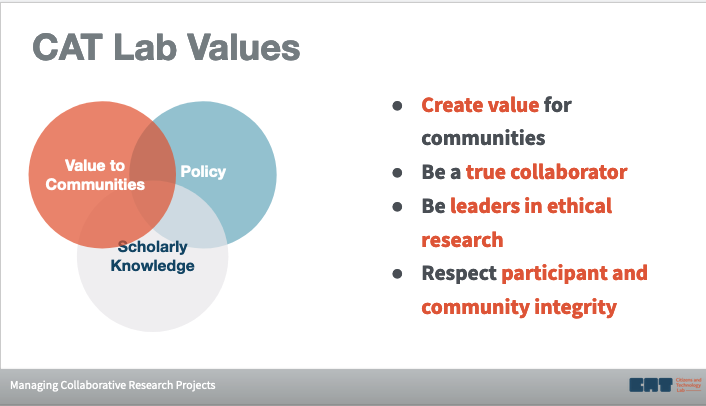 CAT Lab Values
Value to
Communities
Policy
Scholarly
Knowledge
● Create value for
communities
● Be a true collaborator
● Be leaders in ethical
research
● Respect participant and
community integrity
Managing Collaborative Research Projects
CAT
Citizens and
Technology
Lab